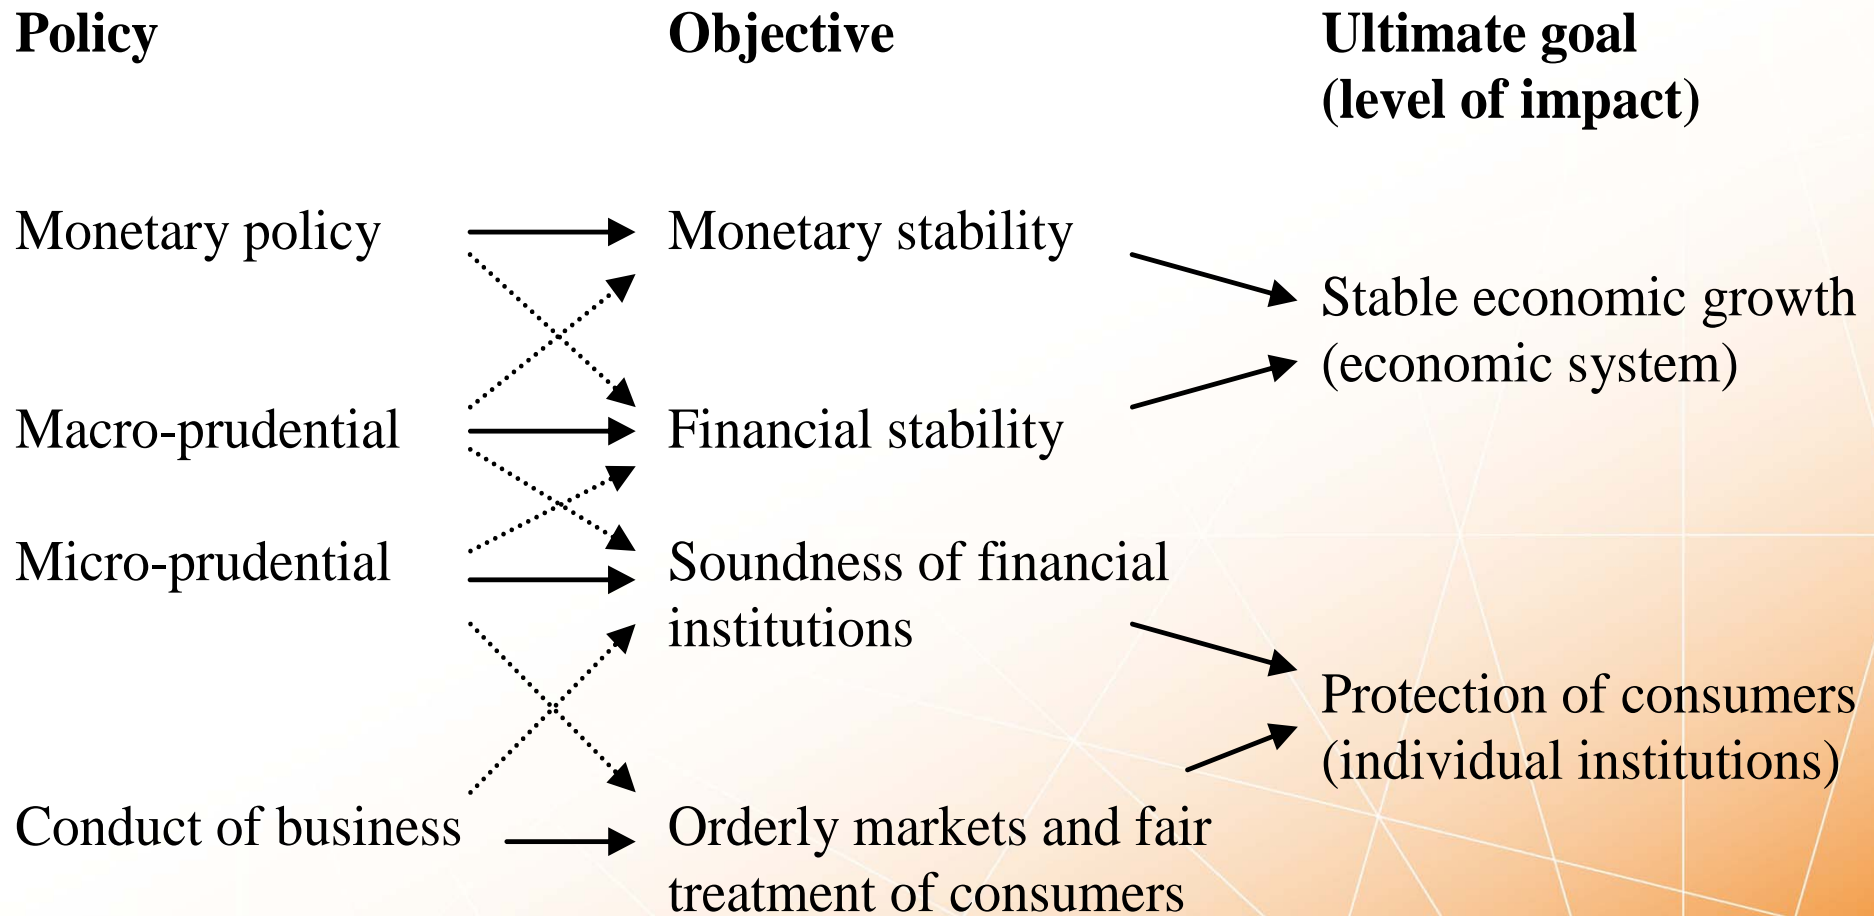 Policy
Objective
Ultimate goal
(level of impact)
Monetary policy
Monetary stability
Stable economic growth
(economic system)
Macro-prudential
Financial stability
Micro-prudential
Soundness of financial
institutions
Protection of consumers
(individual institutions)
Conduct of business
Orderly markets and fair
treatment of consumers